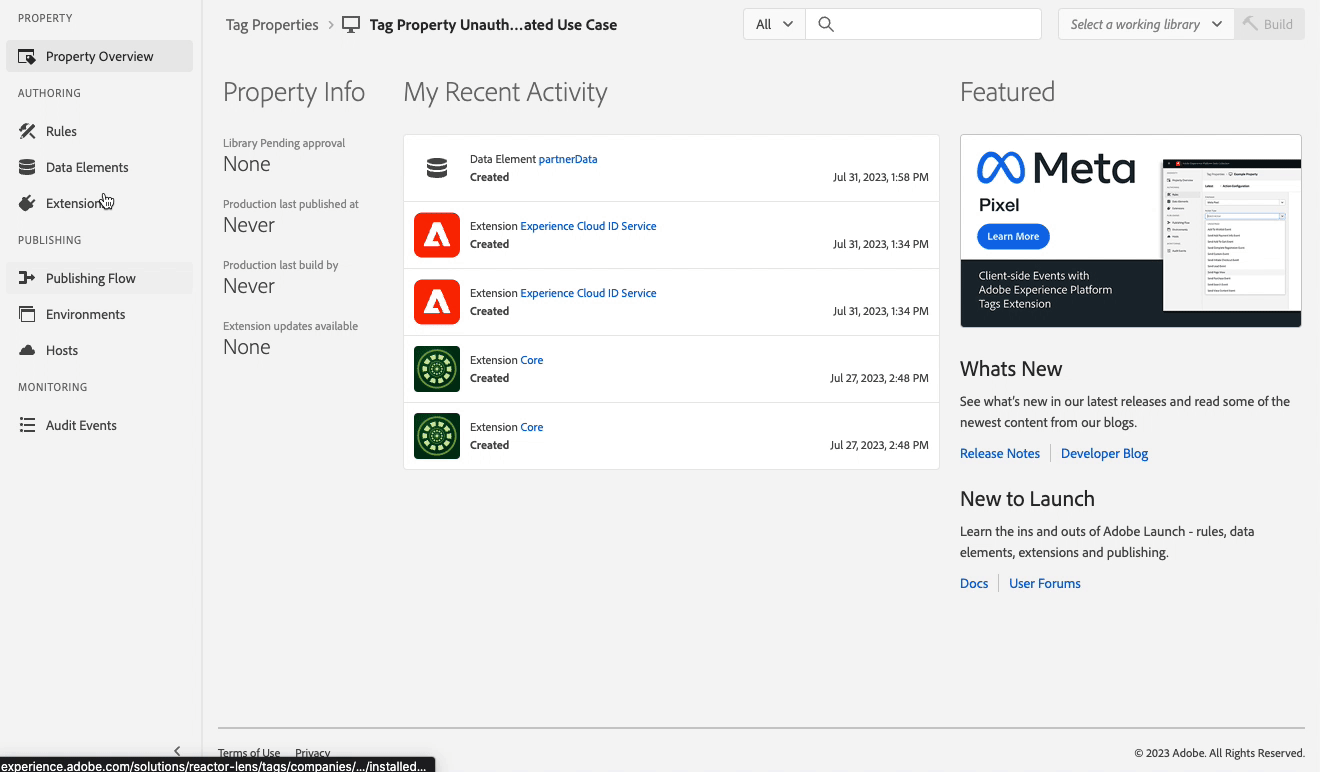 PROPERTY
Property Overview
AUTHORING
Rules
Data Elements
Extension
PUBLISHING
Publishing Flow
Environments
Hosts
MONITORING
Audit Events
Tag Properties > Tag Property Unauth…ated Use Case
All
Select a working library
Build
Property Info
Library Pending approval
None
Production last published at
Never
Production last build by
Never
Extension updates available
None
My Recent Activity
Data Element partnerData
Created Jul 31, 2023, 1:58 PM
Extension Experience Cloud ID Service
Created Jul 31, 2023, 1:34 PM
Extension Experience Cloud ID Service
Created Jul 31, 2023, 1:34 PM
Extension Core
Created Jul 27, 2023, 2:48 PM
Extension Core
Created Jul 27, 2023, 2:48 PM
Featured
Meta
Pixel
Learn More
Client-side Events with
Adobe Experience Platform
Tags Extension
Whats New
See what's new in our latest releases and read some of the
newest content from our blogs.
Release Notes Developer Blog
New to Launch
Learn the ins and outs of Adobe Launch - rules, data
elements, extensions and publishing.
Docs User Forums
Terms of Use Privacy
© 2023 Adobe. All Rights Reserved.
experience.adobe.com/solutions/reactor-lens/tags/companies/…/installed…